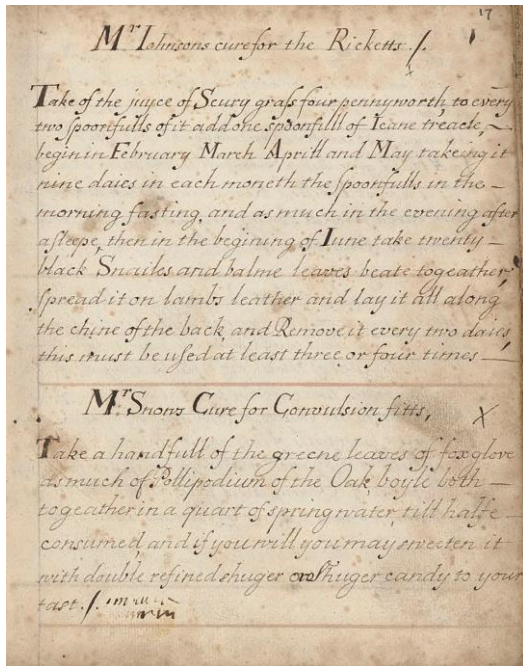 17
Mr Iohnsons cure for the Ricketts ./.
Take of the juyce of Scury grass four pennyworth, to every
two spoonfulls of it add one spoonfull of Ieane treacle,
begin in February March Aprill and May takeing it
nine daies in each moneth the spoonfulls in the
morning fasting, and as much in the evening after
asleepe, then in the begining of Iune take twenty
black Snailes and balme leaves beate togeather,
spread it on lambs leather and lay it all along
the chine of the back, and Remove it every two daies,
this must be used at least three or four times
Mr Snons Cure for Convulsion fitts,
X
Take a handfull of the greene leaves of foxglove
as much of Pollipodium of the Oak, boyle both
togeather in a quart of spring water, till halfe
consumed and if you will you may sweeten it
with double refined shuger or shuger candy to your
tast ./.